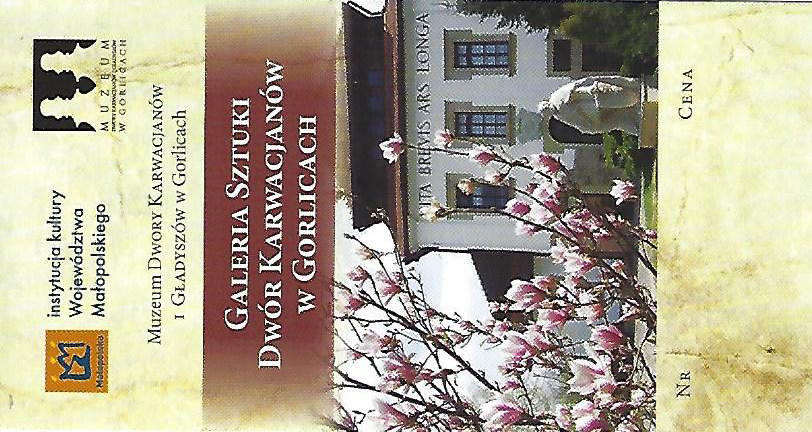 instytucja kultury
Województwa
Małopolskiego
Małopolska
MUZEUM
W GORLICACH
Muzeum Dwory Karwacjanów
i Gładyszów w Gorlicach
Galeria Sztuki
Dwór Karwacjanów
w Gorlicach
ITA BREVIS ARS LONGA
Nr
Cena